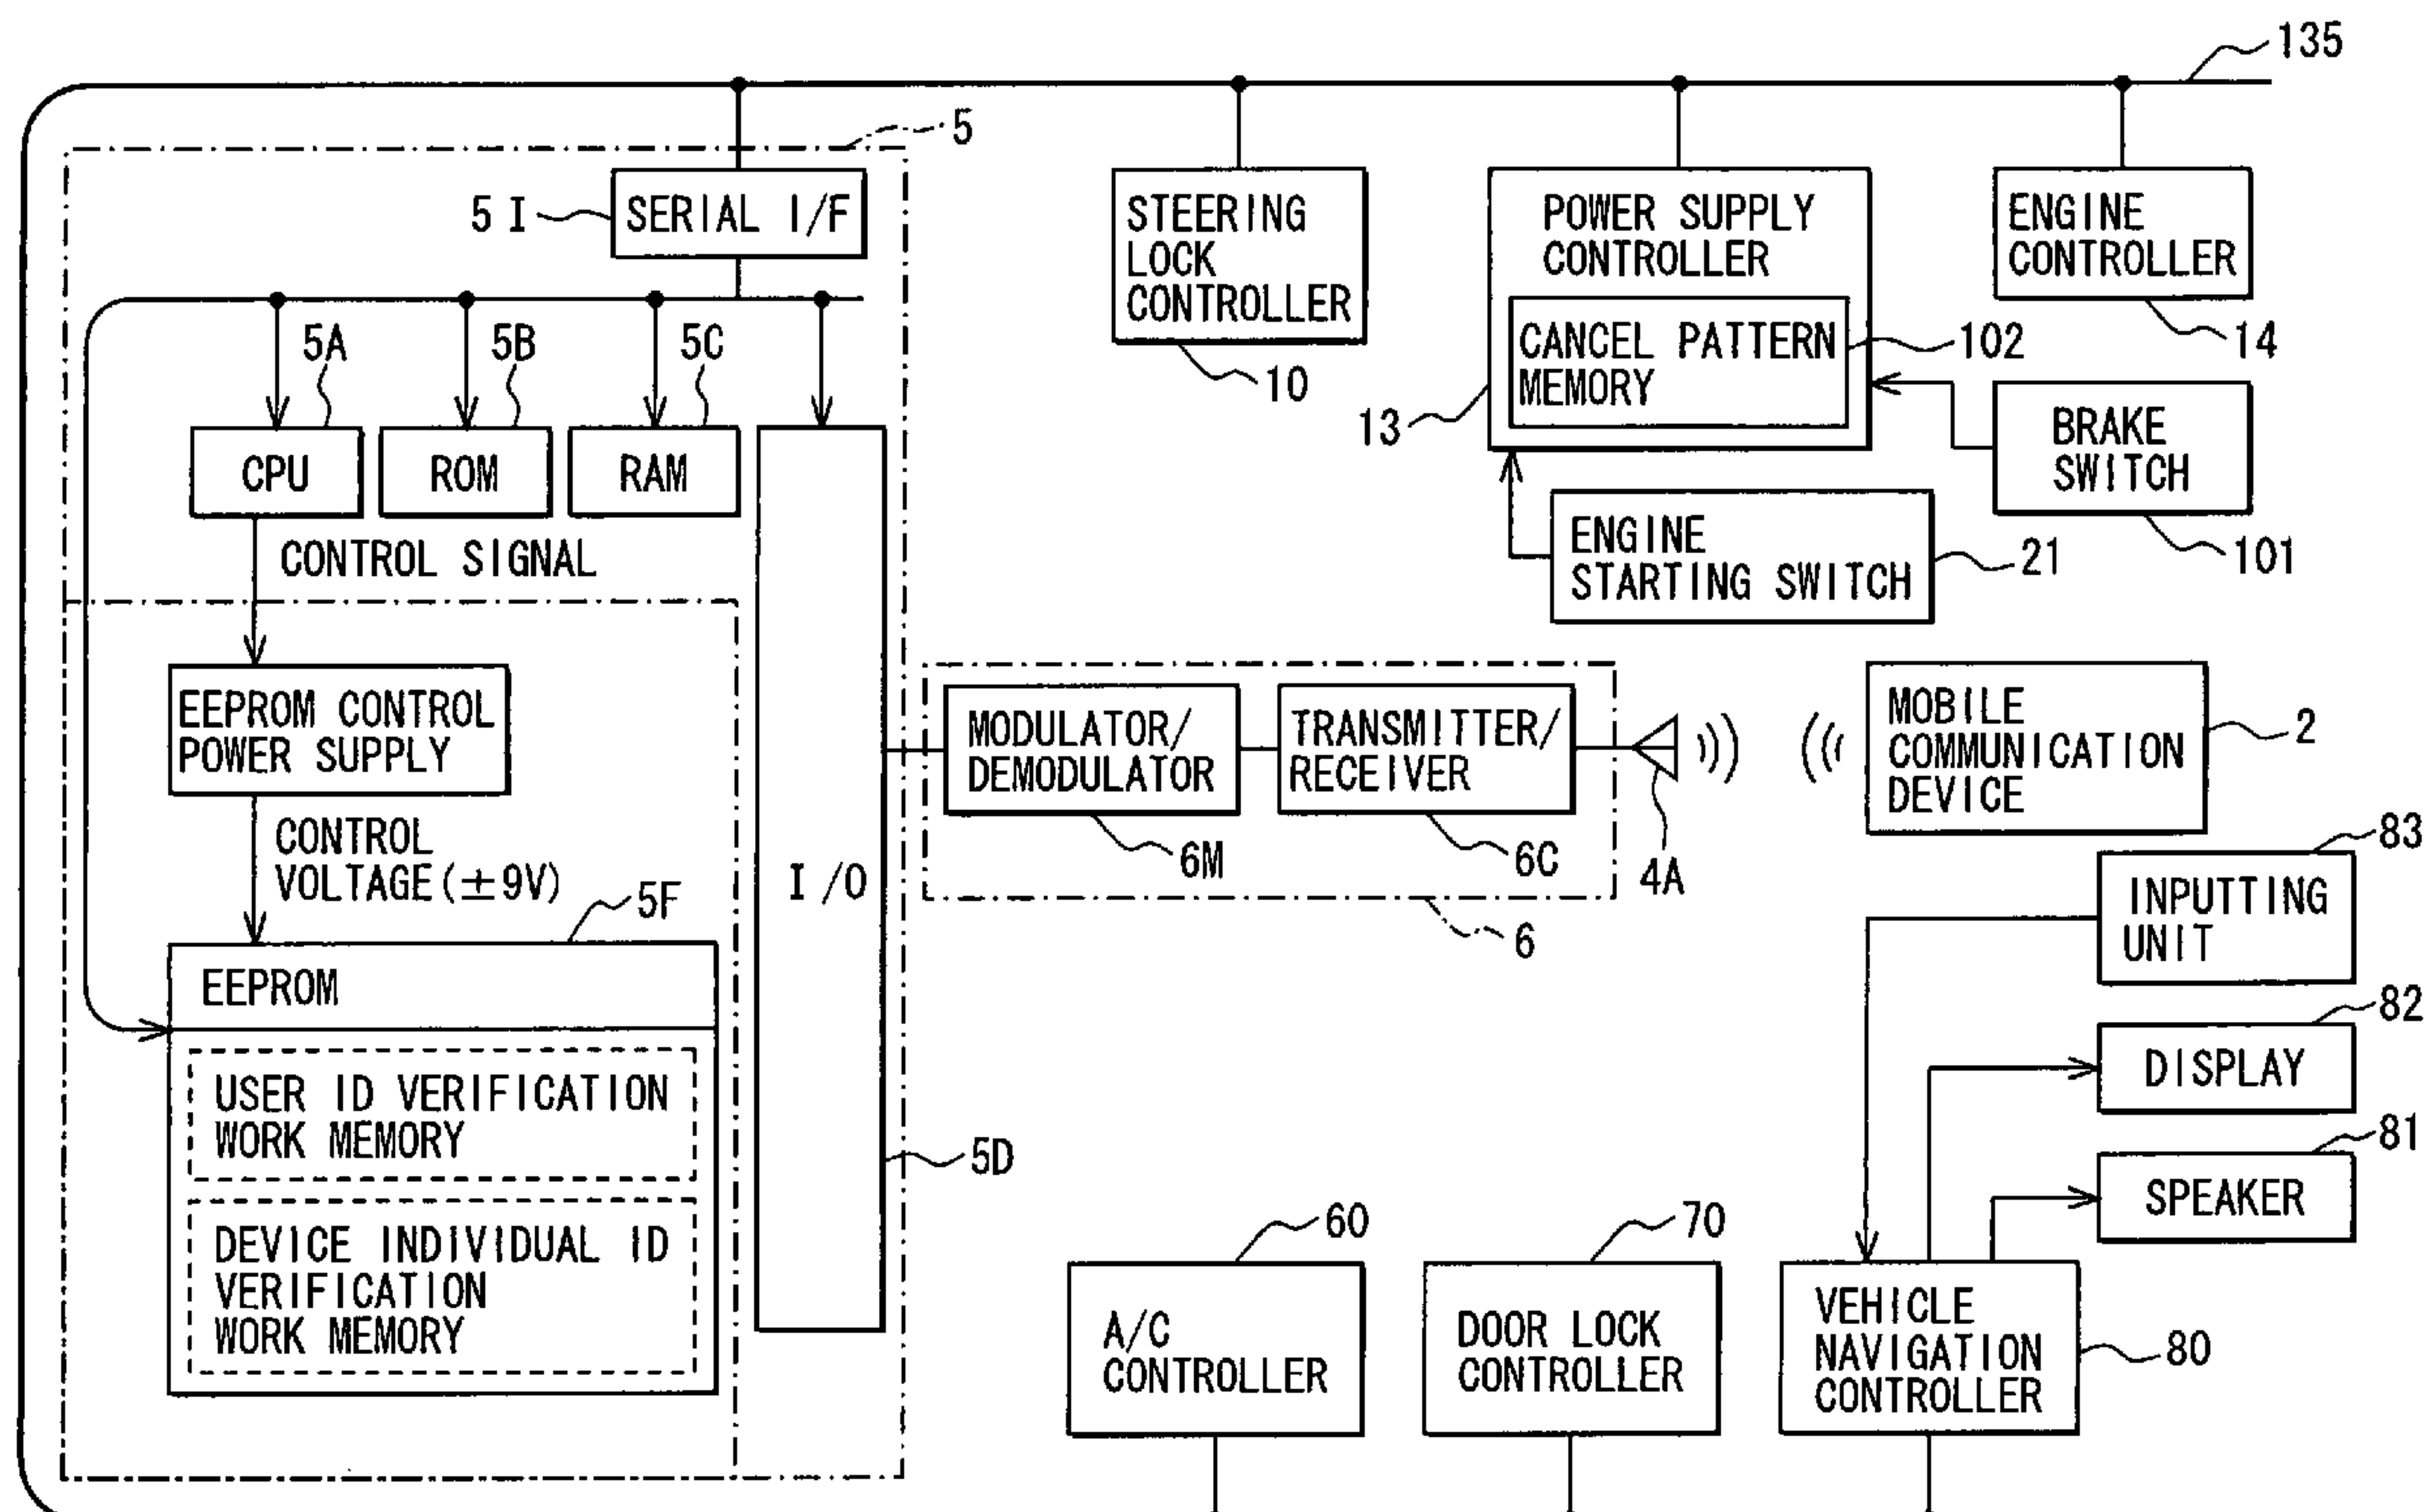 135
5
5I
SERIAL I/F
STEERING
LOCK
CONTROLLER
10
POWER SUPPLY
CONTROLLER
CANCEL PATTERN
MEMORY
102
13
ENGINE
CONTROLLER
14
BRAKE
SWITCH
101
ENGINE
STARTING SWITCH
21
5A
5B
5C
CPU
ROM
RAM
CONTROL SIGNAL
EEPROM CONTROL
POWER SUPPLY
CONTROL
VOLTAGE(±9V)
5F
EEPROM
USER ID VERIFICATION
WORK MEMORY
DEVICE INDIVIDUAL ID
VERIFICATION
WORK MEMORY
I/O
5D
MODULATOR/
DEMODULATOR
6M
TRANSMITTER/
RECEIVER
6C
6
4A
MOBILE
COMMUNICATION
DEVICE
2
83
INPUTTING
UNIT
82
DISPLAY
81
SPEAKER
60
A/C
CONTROLLER
70
DOOR LOCK
CONTROLLER
VEHICLE
NAVIGATION
CONTROLLER
80